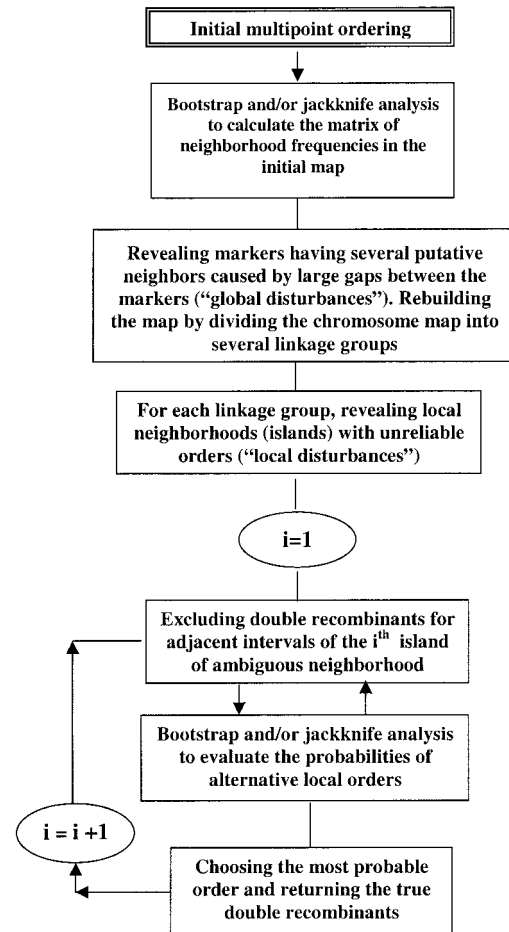 Initial multipoint ordering
Bootstrap and/or jackknife analysis
to calculate the matrix of
neighborhood frequencies in the
initial map
Revealing markers having several putative
neighbors caused by large gaps between the
markers (“global disturbances”). Rebuilding
the map by dividing the chromosome map into
several linkage groups
For each linkage group, revealing local
neighborhoods (islands) with unreliable
orders (“local disturbances”)
i=1
Excluding double recombinants for
adjacent intervals of the iᵗʰ island
of ambiguous neighborhood
Bootstrap and/or jackknife analysis
to evaluate the probabilities of
alternative local orders
i = i +1
Choosing the most probable
order and returning the true
double recombinants